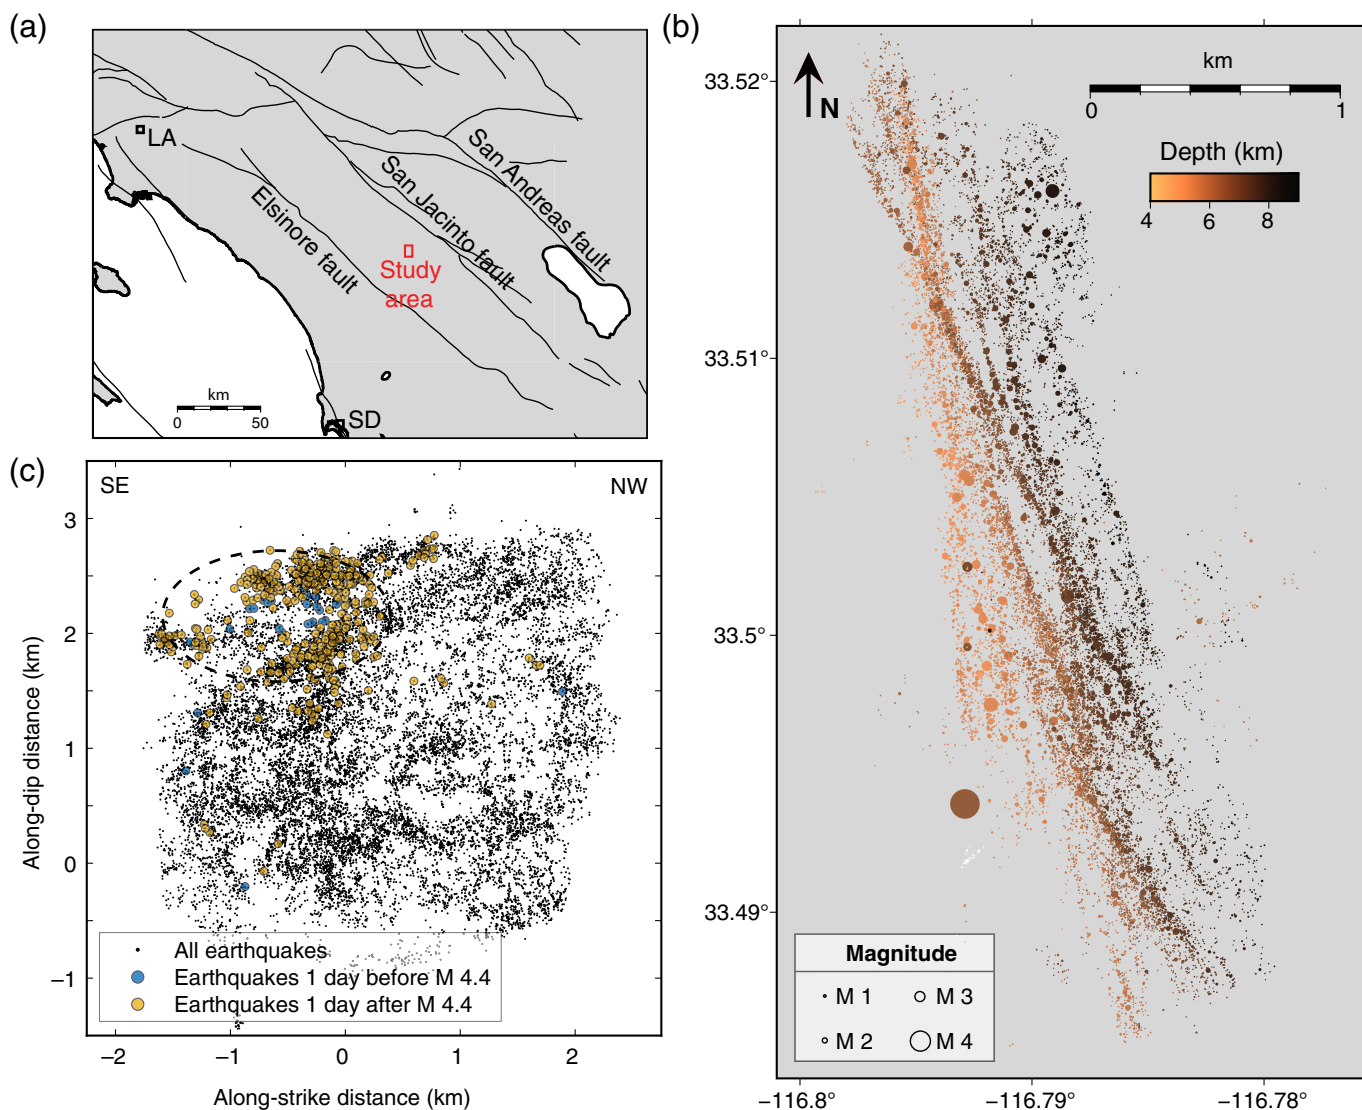 (a)
LA
San Andreas fault
San Jacinto fault
Elsinore fault
Study
area
km
0 50
SD
(b)
33.52°
33.51°
33.5°
33.49°
N
km
0 1
Depth (km)
4 6 8
Magnitude
M 1 M 3
M 2 M 4
−116.8° −116.79° −116.78°
(c)
SE NW
3
2
1
0
−1
Along-dip distance (km)
All earthquakes
Earthquakes 1 day before M 4.4
Earthquakes 1 day after M 4.4
−2 −1 0 1 2
Along-strike distance (km)